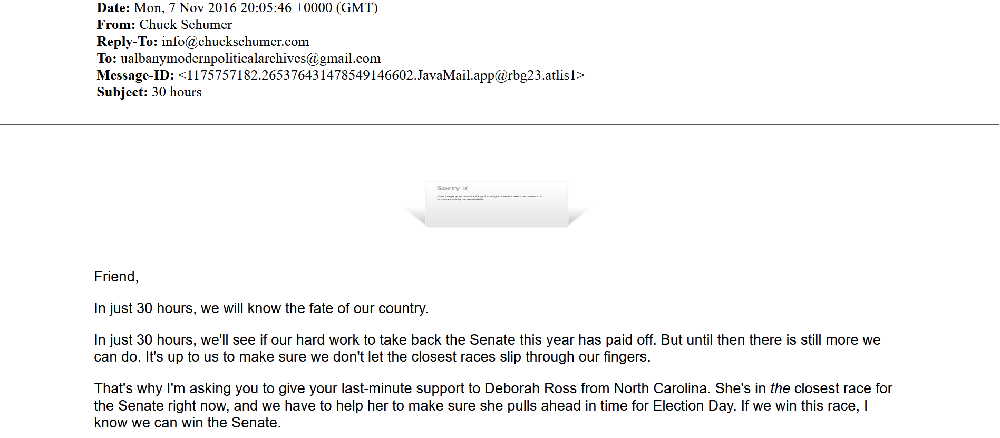 Date: Mon, 7 Nov 2016 20:05:46 +0000 (GMT)
From: Chuck Schumer
Reply-To: info@chuckschumer.com
To: ualbanymodernpoliticalarchives@gmail.com
Message-ID: <1175757182.265376431478549146602.JavaMail.app@rbg23.atlis1>
Subject: 30 hours
Sorry :(
The page you are looking for might have been removed or
is temporarily unavailable.
Friend,
In just 30 hours, we will know the fate of our country.
In just 30 hours, we'll see if our hard work to take back the Senate this year has paid off. But until then there is still more we
can do. It's up to us to make sure we don't let the closest races slip through our fingers.
That's why I'm asking you to give your last-minute support to Deborah Ross from North Carolina. She's in the closest race for
the Senate right now, and we have to help her to make sure she pulls ahead in time for Election Day. If we win this race, I
know we can win the Senate.